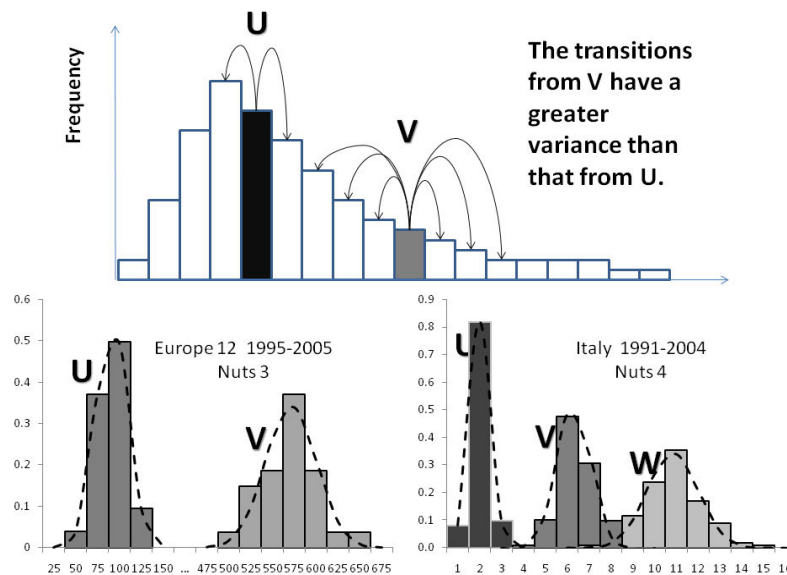 U
V
The transitions
from V have a
greater
variance than
that from U.
Frequency
0.6
0.5
0.4
0.3
0.2
0.1
0
Europe 12 1995-2005
Nuts 3
U
V
25 50 75 100 125 150 ... 475 500 525 550 575 600 625 650 675
0.9
0.8
0.7
0.6
0.5
0.4
0.3
0.2
0.1
0.0
Italy 1991-2004
Nuts 4
U
V
W
1 2 3 4 5 6 7 8 9 10 11 12 13 14 15 16